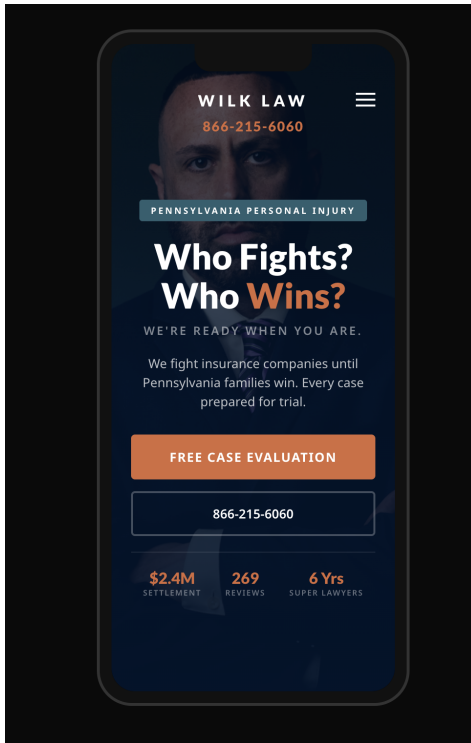 WILK LAW
866-215-6060
PENNSYLVANIA PERSONAL INJURY
Who Fights?
Who Wins?
WE'RE READY WHEN YOU ARE.
We fight insurance companies until
Pennsylvania families win. Every case
prepared for trial.
FREE CASE EVALUATION
866-215-6060
$2.4M 269 6 Yrs
SETTLEMENT REVIEWS SUPER LAWYERS